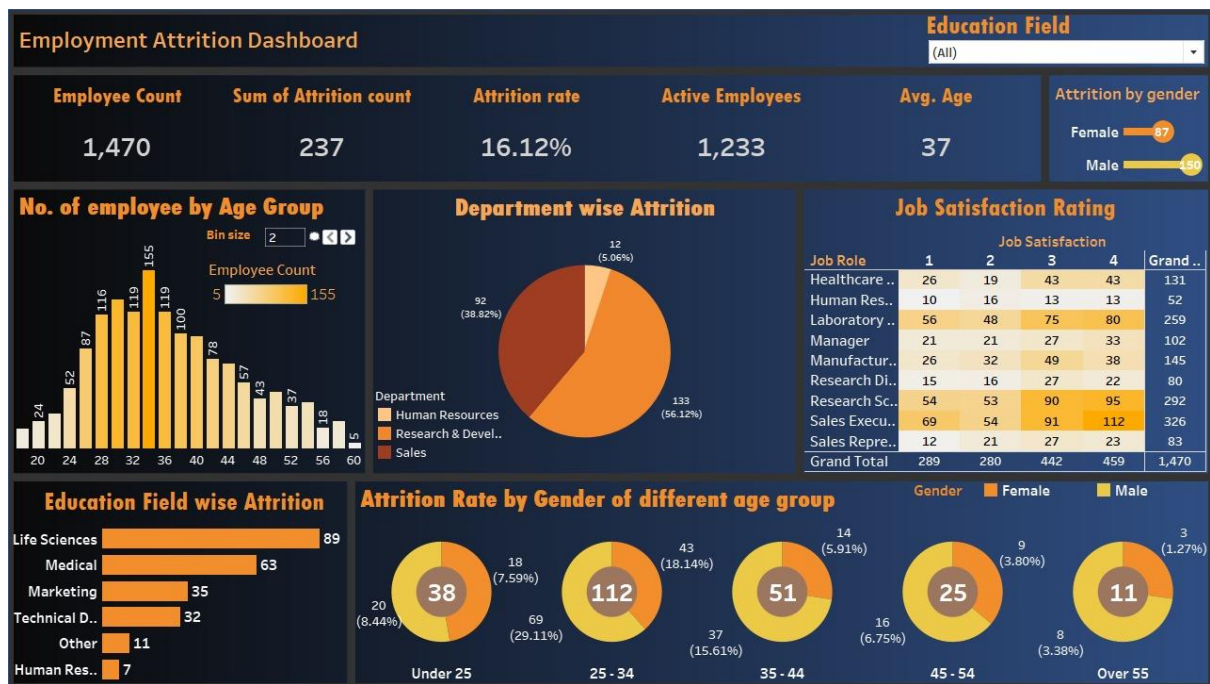 Employment Attrition Dashboard
Education Field
(All)
Employee Count
1,470
Sum of Attrition count
237
Attrition rate
16.12%
Active Employees
1,233
Avg. Age
37
Attrition by gender
Female 87
Male 150
No. of employee by Age Group
Bin size 2
Employee Count
5 155
24 52 87 116 119 155 119 100 78 57 43 37 18 5
20 24 28 32 36 40 44 48 52 56 60
Department wise Attrition
12
(5.06%)
92
(38.82%)
133
(56.12%)
Department
Human Resources
Research & Devel..
Sales
Job Satisfaction Rating
Job Satisfaction
Job Role 1 2 3 4 Grand ..
Healthcare .. 26 19 43 43 131
Human Res.. 10 16 13 13 52
Laboratory .. 56 48 75 80 259
Manager 21 21 27 33 102
Manufactur.. 26 32 49 38 145
Research Di.. 15 16 27 22 80
Research Sc.. 54 53 90 95 292
Sales Execu.. 69 54 91 112 326
Sales Repre.. 12 21 27 23 83
Grand Total 289 280 442 459 1,470
Education Field wise Attrition
Life Sciences 89
Medical 63
Marketing 35
Technical D.. 32
Other 11
Human Res.. 7
Attrition Rate by Gender of different age group
Gender Female Male
38
18
(7.59%)
20
(8.44%)
Under 25
112
43
(18.14%)
69
(29.11%)
25 - 34
51
14
(5.91%)
37
(15.61%)
35 - 44
25
9
(3.80%)
16
(6.75%)
45 - 54
11
3
(1.27%)
8
(3.38%)
Over 55